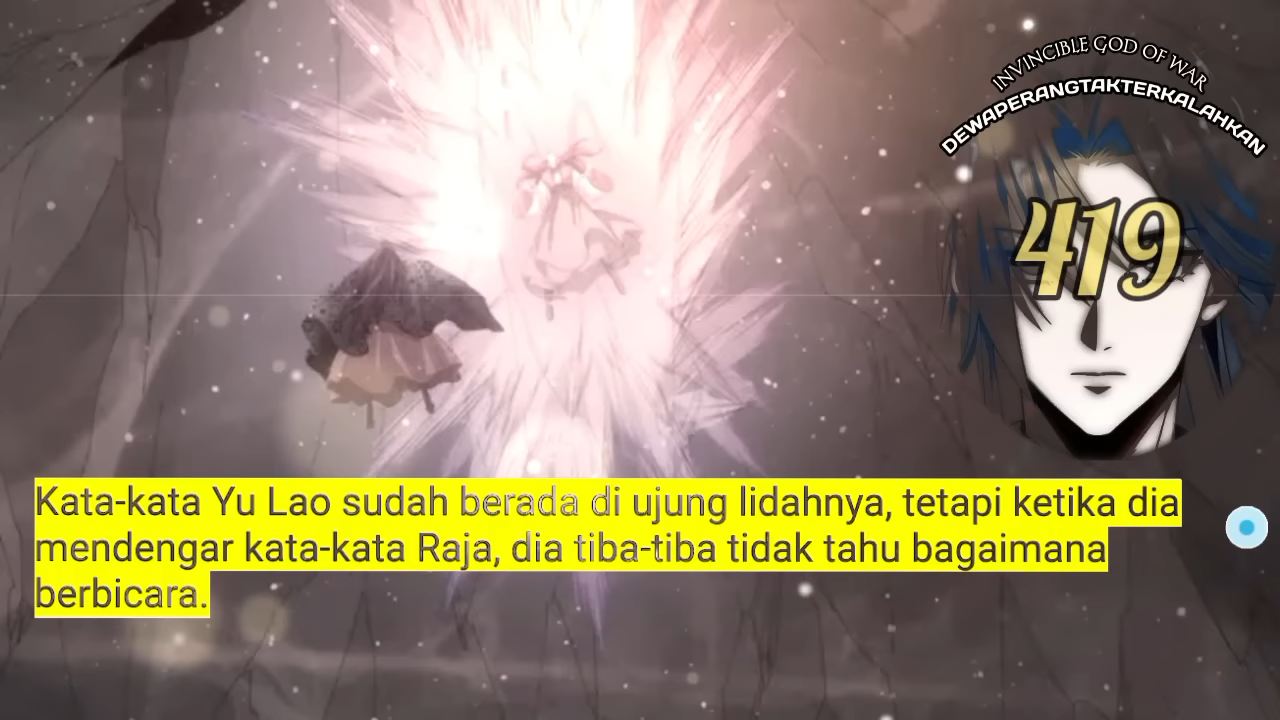 INVINCIBLE GOD OF WAR
DEWAPERANGTAKTERKALAHKAN
419
Kata-kata Yu Lao sudah berada di ujung lidahnya, tetapi ketika dia
mendengar kata-kata Raja, dia tiba-tiba tidak tahu bagaimana
berbicara.